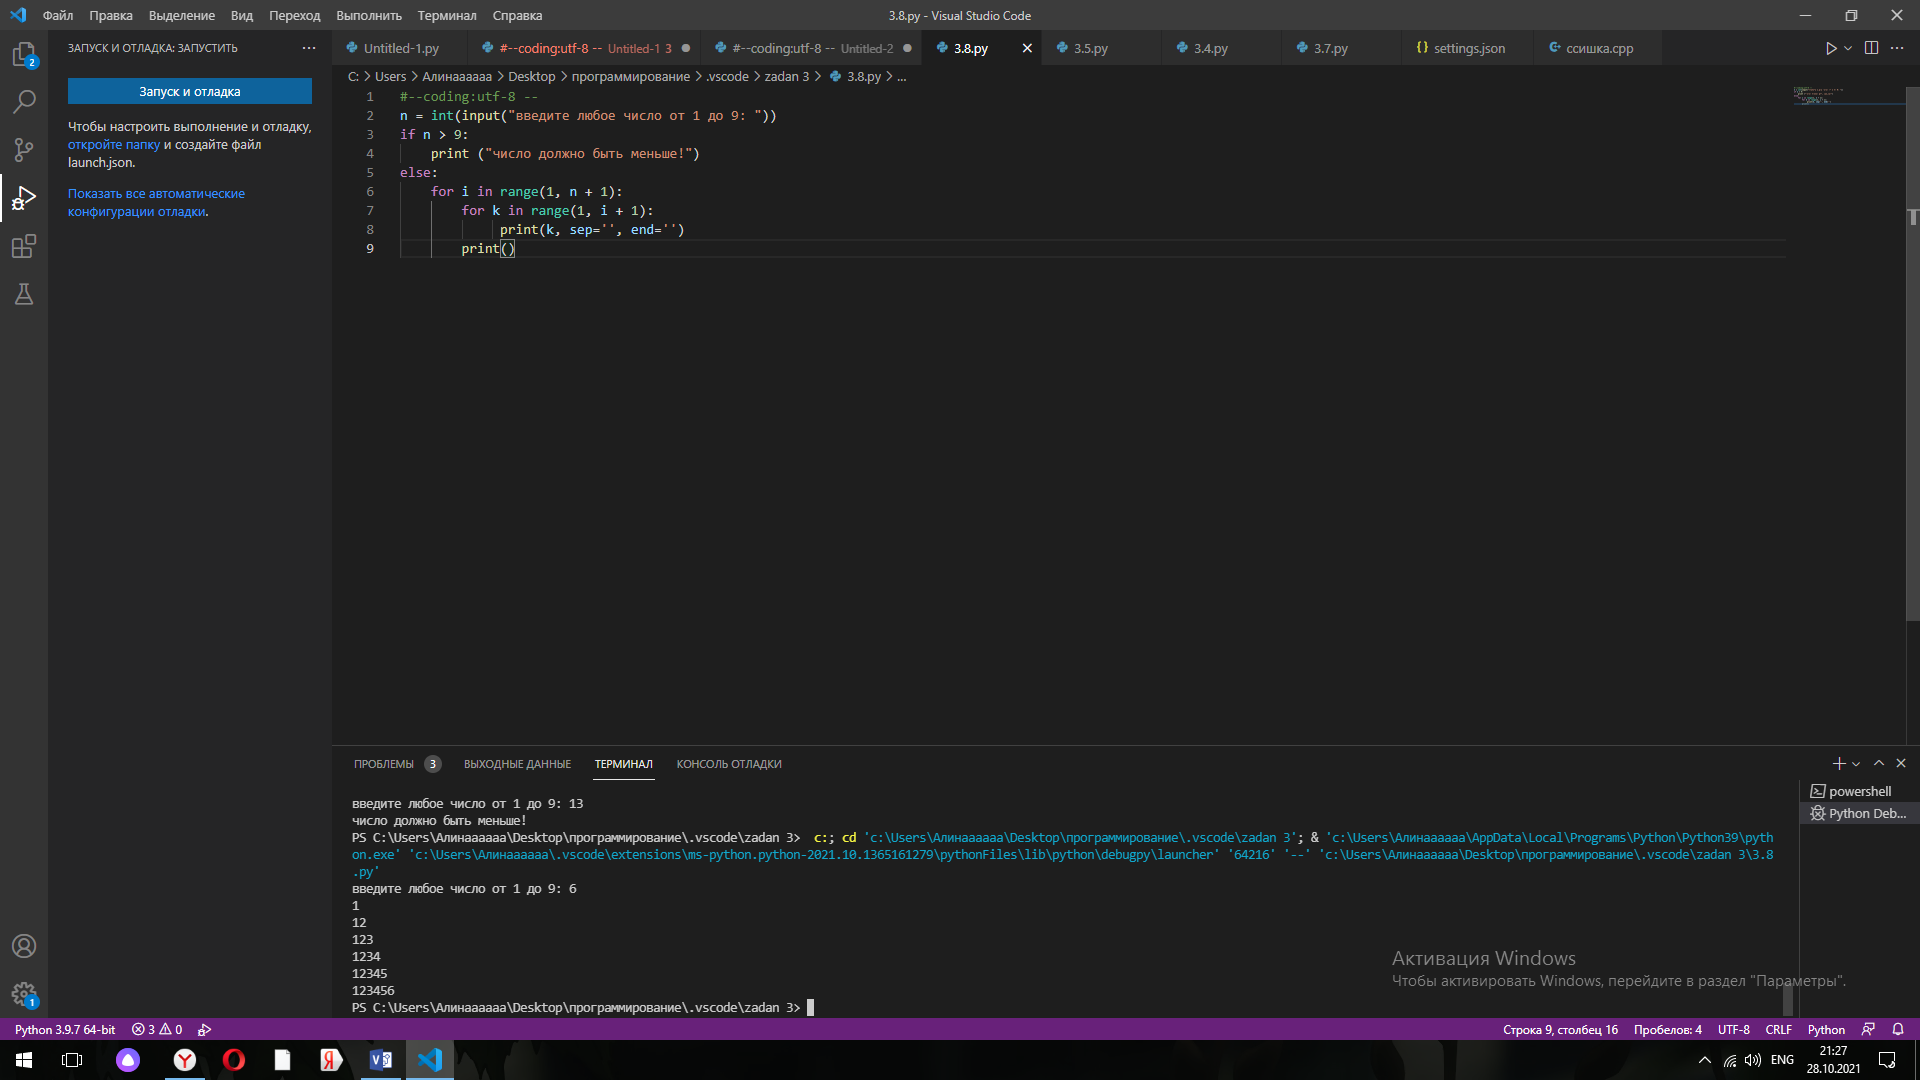 Файл Правка Выделение Вид Переход Выполнить Терминал Справка
3.8.py - Visual Studio Code
ЗАПУСК И ОТЛАДКА: ЗАПУСТИТЬ
Untitled-1.py
#--coding:utf-8 -- Untitled-1 3
#--coding:utf-8 -- Untitled-2
3.8.py
3.5.py
3.4.py
3.7.py
settings.json
ссишка.cpp
2
Запуск и отладка
Чтобы настроить выполнение и отладку,
откройте папку и создайте файл
launch.json.
Показать все автоматические
конфигурации отладки.
C: > Users > Алинаааааа > Desktop > программирование > .vscode > zadan 3 > 3.8.py > ...
1 #--coding:utf-8 --
2 n = int(input("введите любое число от 1 до 9: "))
3 if n > 9:
4 print ("число должно быть меньше!")
5 else:
6 for i in range(1, n + 1):
7 for k in range(1, i + 1):
8 print(k, sep='', end='')
9 print()
ПРОБЛЕМЫ 3 ВЫХОДНЫЕ ДАННЫЕ ТЕРМИНАЛ КОНСОЛЬ ОТЛАДКИ
powershell
Python Deb...
введите любое число от 1 до 9: 13
число должно быть меньше!
PS C:\Users\Алинаааааа\Desktop\программирование\.vscode\zadan 3>  c:; cd 'c:\Users\Алинаааааа\Desktop\программирование\.vscode\zadan 3'; & 'c:\Users\Алинаааааа\AppData\Local\Programs\Python\Python39\pyth
on.exe' 'c:\Users\Алинаааааа\.vscode\extensions\ms-python.python-2021.10.1365161279\pythonFiles\lib\python\debugpy\launcher' '64216' '--' 'c:\Users\Алинаааааа\Desktop\программирование\.vscode\zadan 3\3.8
.py'
введите любое число от 1 до 9: 6
1
12
123
1234
12345
123456
PS C:\Users\Алинаааааа\Desktop\программирование\.vscode\zadan 3>
Активация Windows
Чтобы активировать Windows, перейдите в раздел "Параметры".
1
Python 3.9.7 64-bit 3 0
Строка 9, столбец 16 Пробелов: 4 UTF-8 CRLF Python
ENG
21:27
28.10.2021